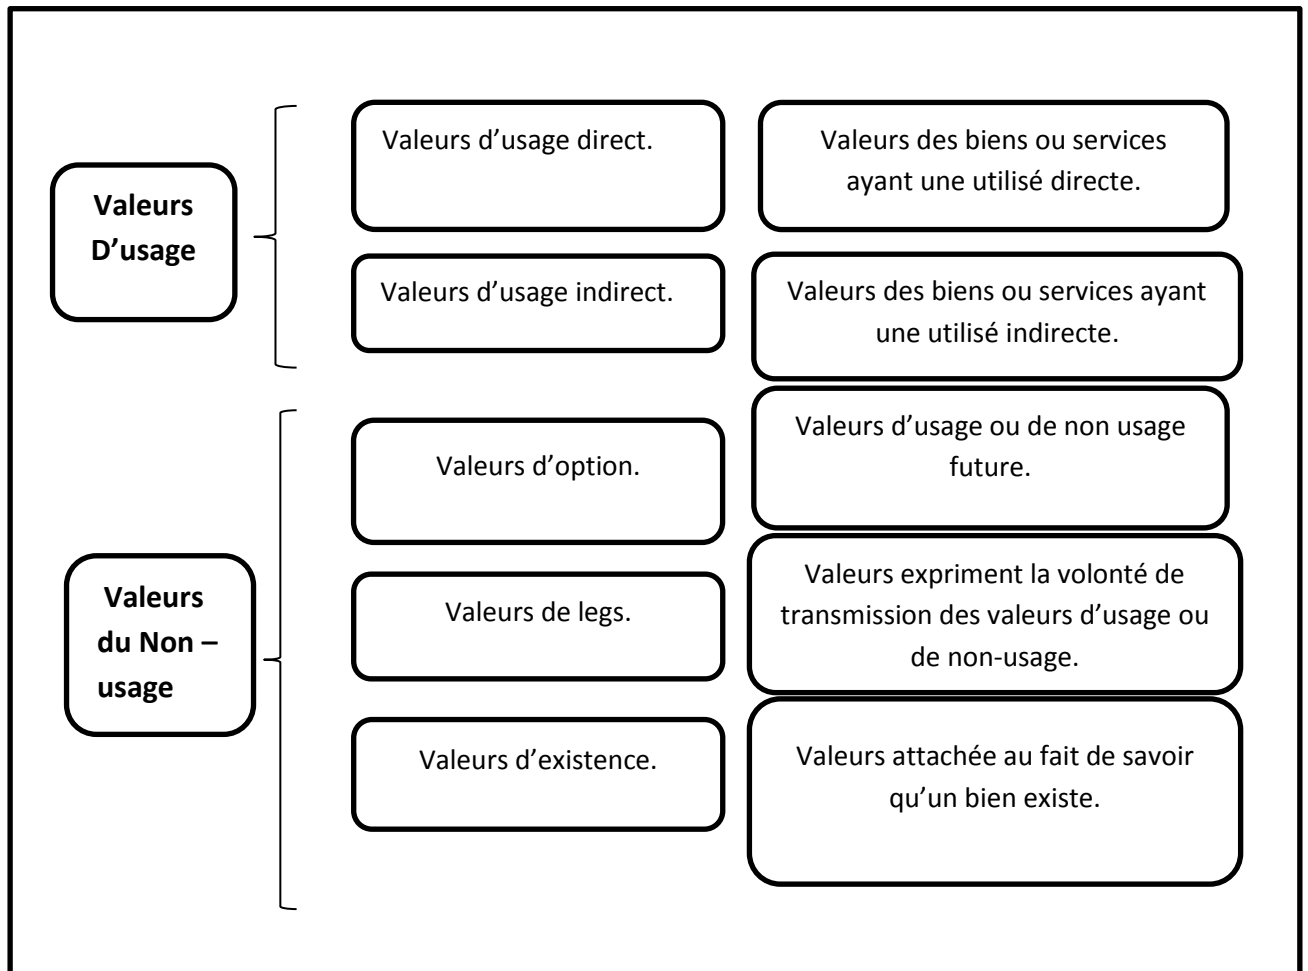 Valeurs
D’usage
Valeurs d’usage direct.
Valeurs des biens ou services
ayant une utilisé directe.
Valeurs d’usage indirect.
Valeurs des biens ou services ayant
une utilisé indirecte.
Valeurs
du Non –
usage
Valeurs d’option.
Valeurs d’usage ou de non usage
future.
Valeurs de legs.
Valeurs expriment la volonté de
transmission des valeurs d’usage ou
de non-usage.
Valeurs d’existence.
Valeurs attachée au fait de savoir
qu’un bien existe.